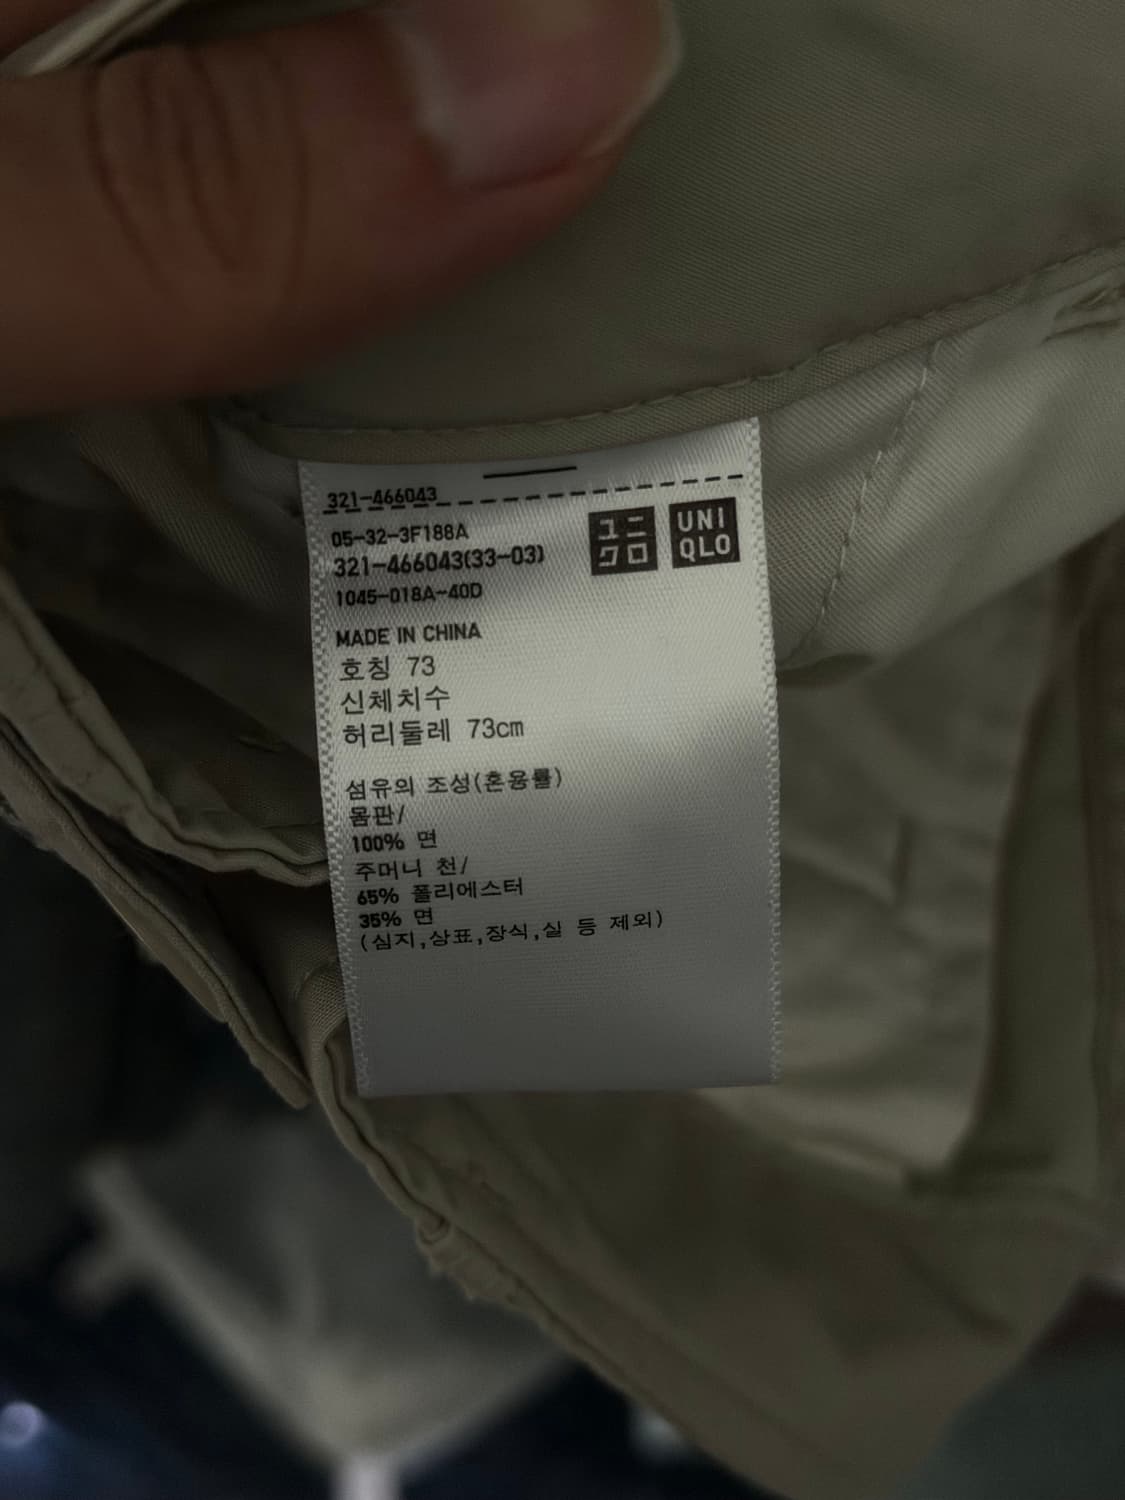 321-466043
05-32-3F188A
321-466043(33-03)
1045-018A-40D
ユニ
クロ
UNI
QLO
MADE IN CHINA
호칭 73
신체치수
허리둘레 73cm
섬유의 조성(혼용률)
몸판/
100% 면
주머니 천/
65% 폴리에스터
35% 면
(심지,상표,장식,실 등 제외)